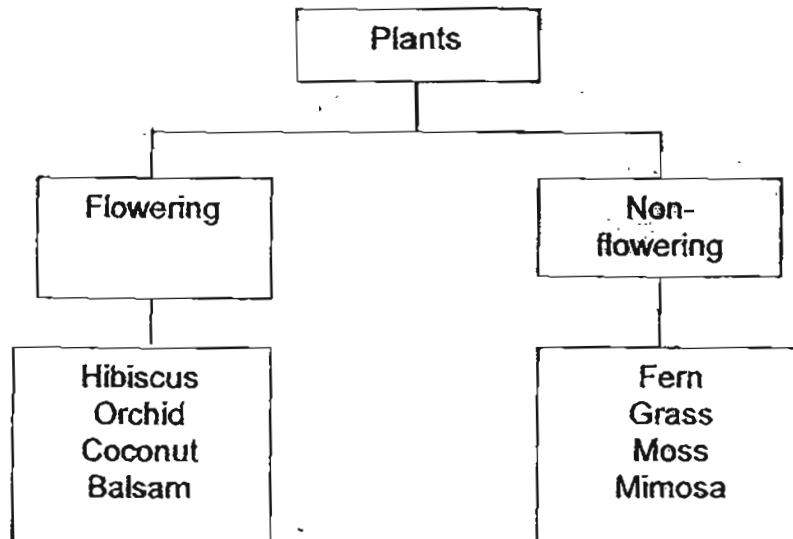 Plants
Flowering
Non-
flowering
Hibiscus
Orchid
Coconut
Balsam
Fern
Grass
Moss
Mimosa